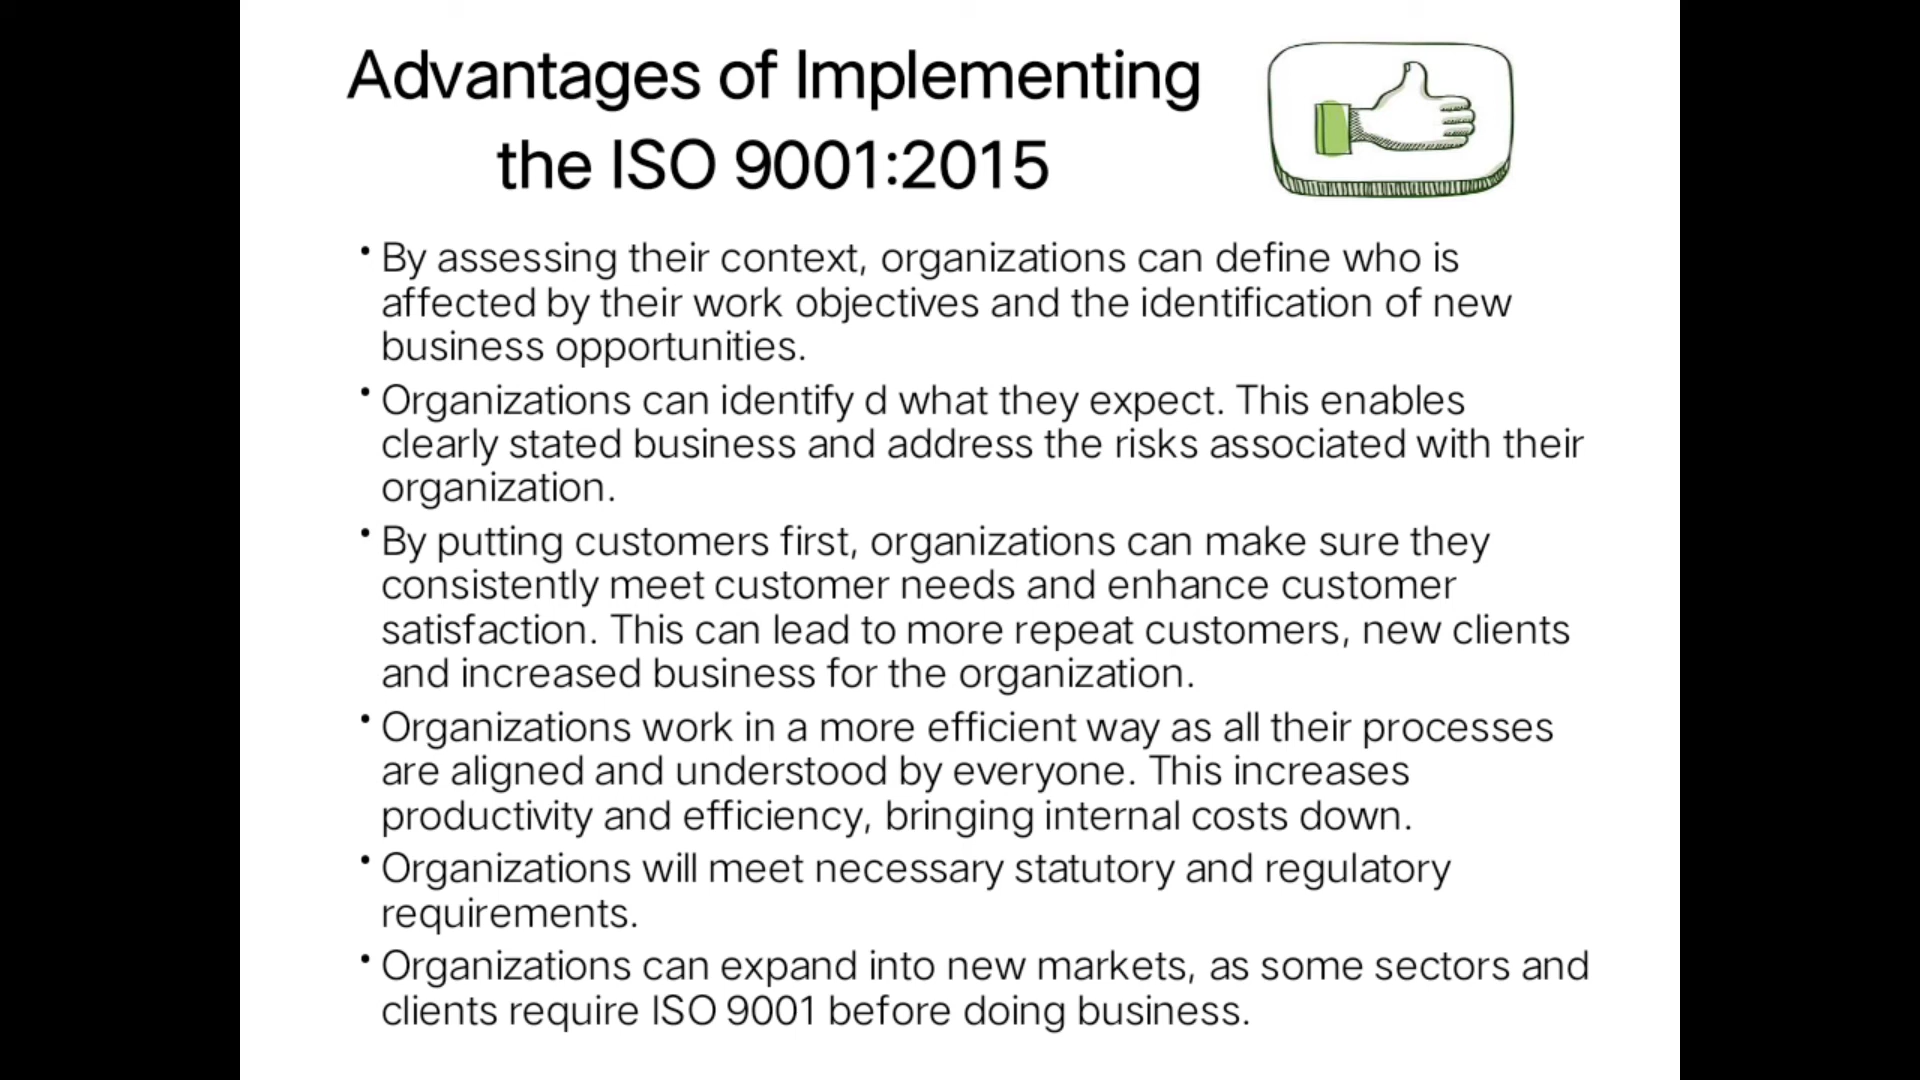 Advantages of Implementing
the ISO 9001:2015
• By assessing their context, organizations can define who is
affected by their work objectives and the identification of new
business opportunities.
• Organizations can identify d what they expect. This enables
clearly stated business and address the risks associated with their
organization.
• By putting customers first, organizations can make sure they
consistently meet customer needs and enhance customer
satisfaction. This can lead to more repeat customers, new clients
and increased business for the organization.
• Organizations work in a more efficient way as all their processes
are aligned and understood by everyone. This increases
productivity and efficiency, bringing internal costs down.
• Organizations will meet necessary statutory and regulatory
requirements.
• Organizations can expand into new markets, as some sectors and
clients require ISO 9001 before doing business.